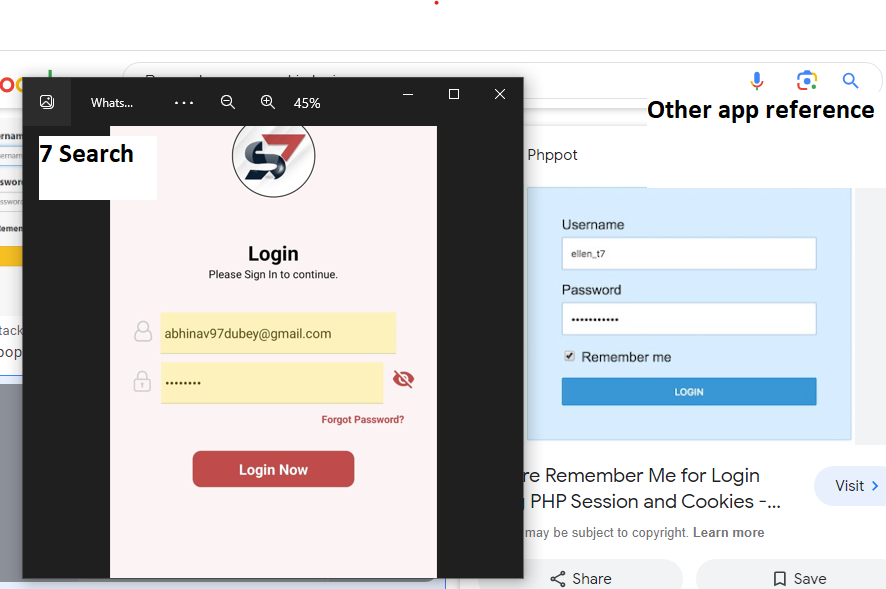 Whats...
45%
Other app reference
7 Search
Phppot
S7
Login
Please Sign In to continue.
abhinav97dubey@gmail.com
••••••••
Forgot Password?
Login Now
Username
ellen_t7
Password
•••••••••••
Remember me
LOGIN
re Remember Me for Login
PHP Session and Cookies -...
Visit
may be subject to copyright. Learn more
Share
Save